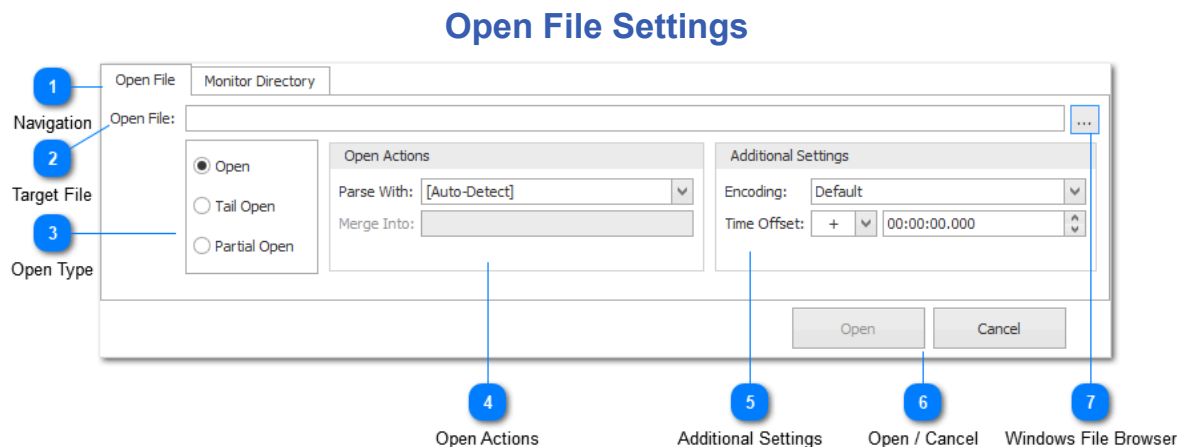 Open File Settings
Open File Monitor Directory
1
Navigation
Open File: ...
2
Target File
3
Open Type
Open
Tail Open
Partial Open
Open Actions
Parse With: [Auto-Detect]
Merge Into:
Additional Settings
Encoding: Default
Time Offset: + 00:00:00.000
Open Cancel
4
Open Actions
5
Additional Settings
6
Open / Cancel
7
Windows File Browser